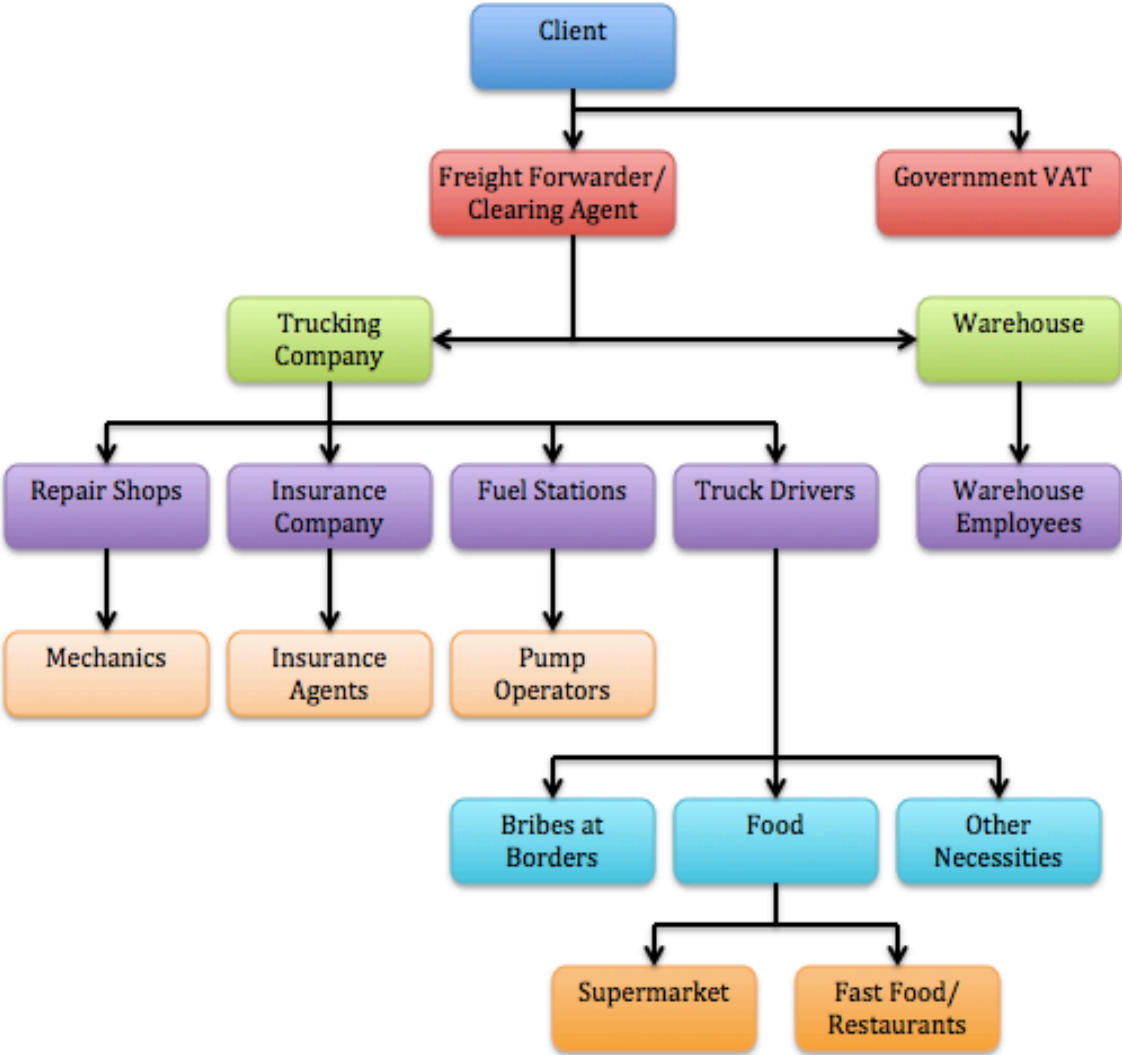 Client
Freight Forwarder/
Clearing Agent
Government VAT
Trucking
Company
Warehouse
Repair Shops
Insurance
Company
Fuel Stations
Truck Drivers
Warehouse
Employees
Mechanics
Insurance
Agents
Pump
Operators
Bribes at
Borders
Food
Other
Necessities
Supermarket
Fast Food/
Restaurants